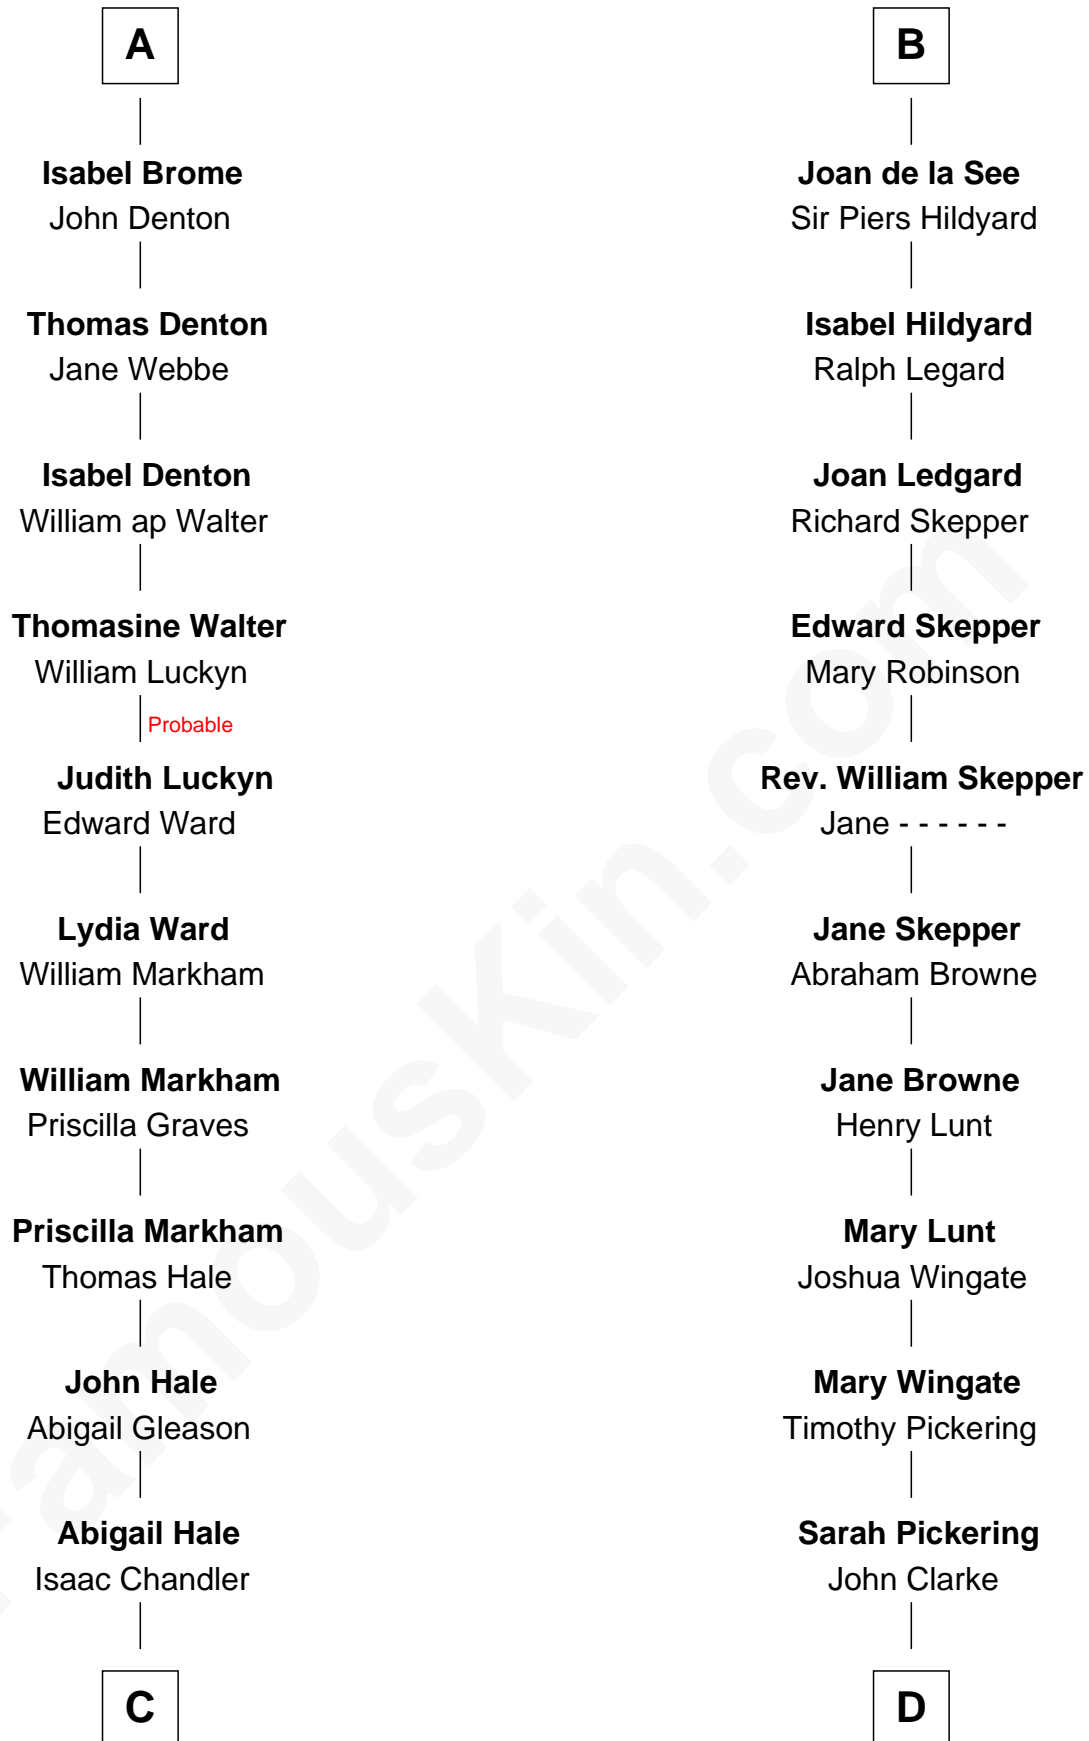 A
Isabel Brome
John Denton
Thomas Denton
Jane Webbe
Isabel Denton
William ap Walter
Thomasine Walter
William Luckyn
Probable
Judith Luckyn
Edward Ward
Lydia Ward
William Markham
William Markham
Priscilla Graves
Priscilla Markham
Thomas Hale
John Hale
Abigail Gleason
Abigail Hale
Isaac Chandler
C
B
Joan de la See
Sir Piers Hildyard
Isabel Hildyard
Ralph Legard
Joan Ledgard
Richard Skepper
Edward Skepper
Mary Robinson
Rev. William Skepper
Jane - - - - - -
Jane Skepper
Abraham Browne
Jane Browne
Henry Lunt
Mary Lunt
Joshua Wingate
Mary Wingate
Timothy Pickering
Sarah Pickering
John Clarke
D
FamousKin.com